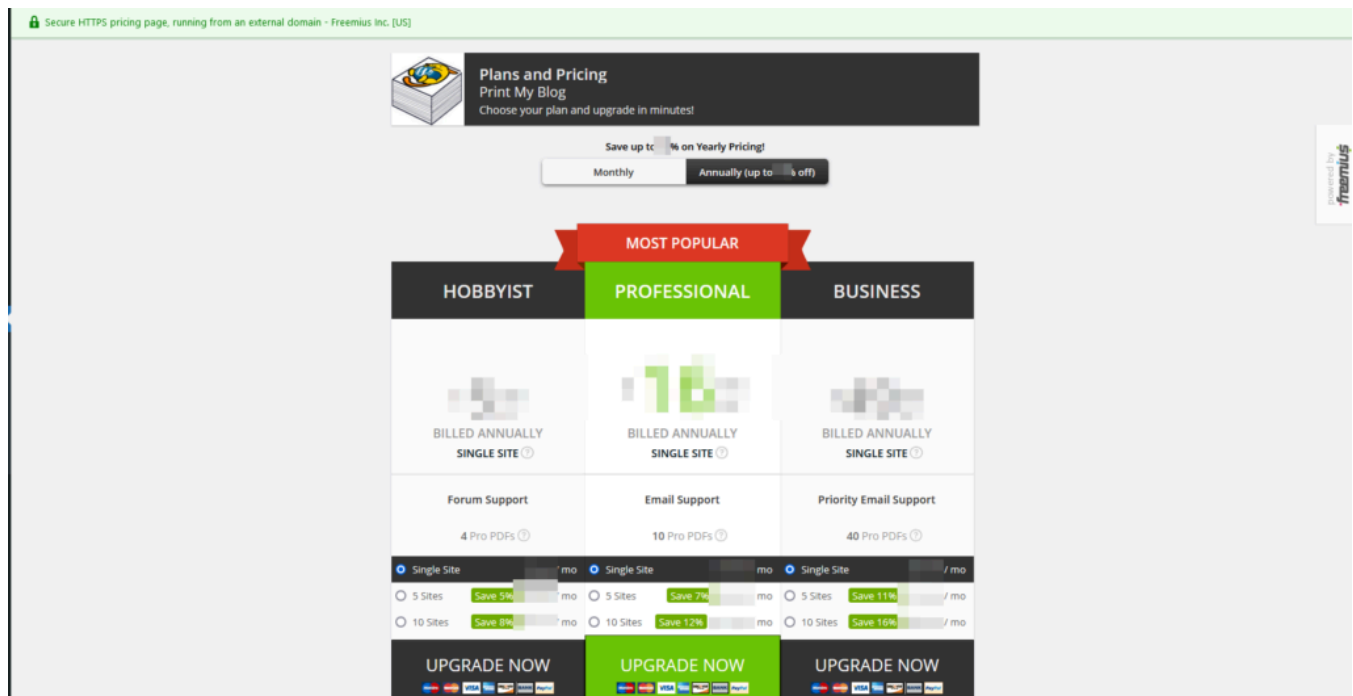 Secure HTTPS pricing page, running from an external domain - Freemius Inc. [US]
Plans and Pricing
Print My Blog
Choose your plan and upgrade in minutes!
Save up to % on Yearly Pricing!
Monthly
Annually (up to % off)
powered by
freemius
MOST POPULAR
HOBBYIST
PROFESSIONAL
BUSINESS
BILLED ANNUALLY
SINGLE SITE
BILLED ANNUALLY
SINGLE SITE
BILLED ANNUALLY
SINGLE SITE
Forum Support
Email Support
Priority Email Support
4 Pro PDFs
10 Pro PDFs
40 Pro PDFs
Single Site / mo
Single Site mo
Single Site / mo
5 Sites Save 5% / mo
5 Sites Save 7% mo
5 Sites Save 11% / mo
10 Sites Save 8% / mo
10 Sites Save 12% mo
10 Sites Save 16% / mo
UPGRADE NOW
UPGRADE NOW
UPGRADE NOW
VISA PayPal
VISA PayPal
VISA PayPal